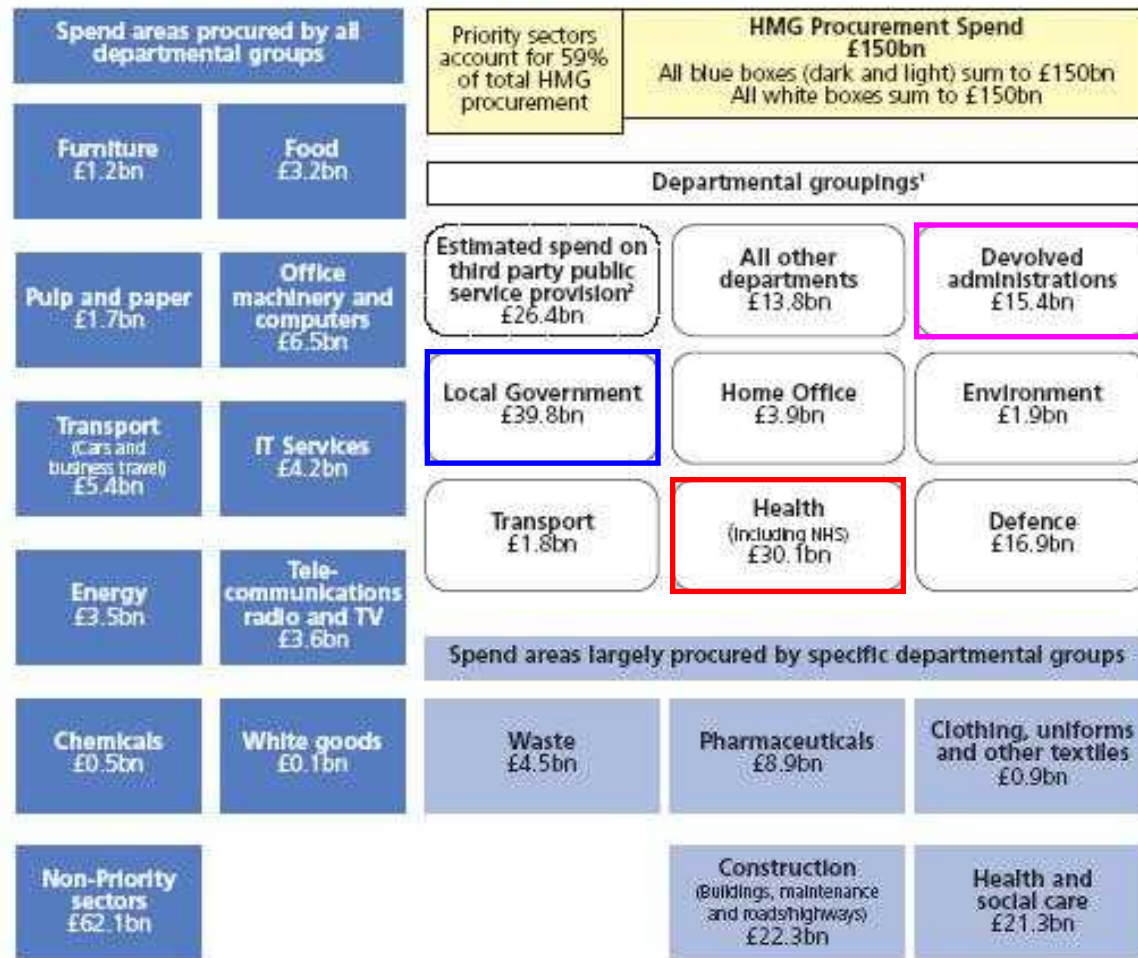 Spend areas procured by all
departmental groups
Furniture
£1.2bn
Food
£3.2bn
Pulp and paper
£1.7bn
Office
machinery and
computers
£6.5bn
Transport
(Cars and
business travel)
£5.4bn
IT Services
£4.2bn
Energy
£3.5bn
Tele-
communications
radio and TV
£3.6bn
Chemicals
£0.5bn
White goods
£0.1bn
Non-Priority
sectors
£62.1bn
Priority sectors
account for 59%
of total HMG
procurement
HMG Procurement Spend
£150bn
All blue boxes (dark and light) sum to £150bn
All white boxes sum to £150bn
Departmental groupings¹
Estimated spend on
third party public
service provision²
£26.4bn
All other
departments
£13.8bn
Devolved
administrations
£15.4bn
Local Government
£39.8bn
Home Office
£3.9bn
Environment
£1.9bn
Transport
£1.8bn
Health
(including NHS)
£30.1bn
Defence
£16.9bn
Spend areas largely procured by specific departmental groups
Waste
£4.5bn
Pharmaceuticals
£8.9bn
Clothing, uniforms
and other textiles
£0.9bn
Construction
(Buildings, maintenance
and roads/highways)
£22.3bn
Health and
social care
£21.3bn